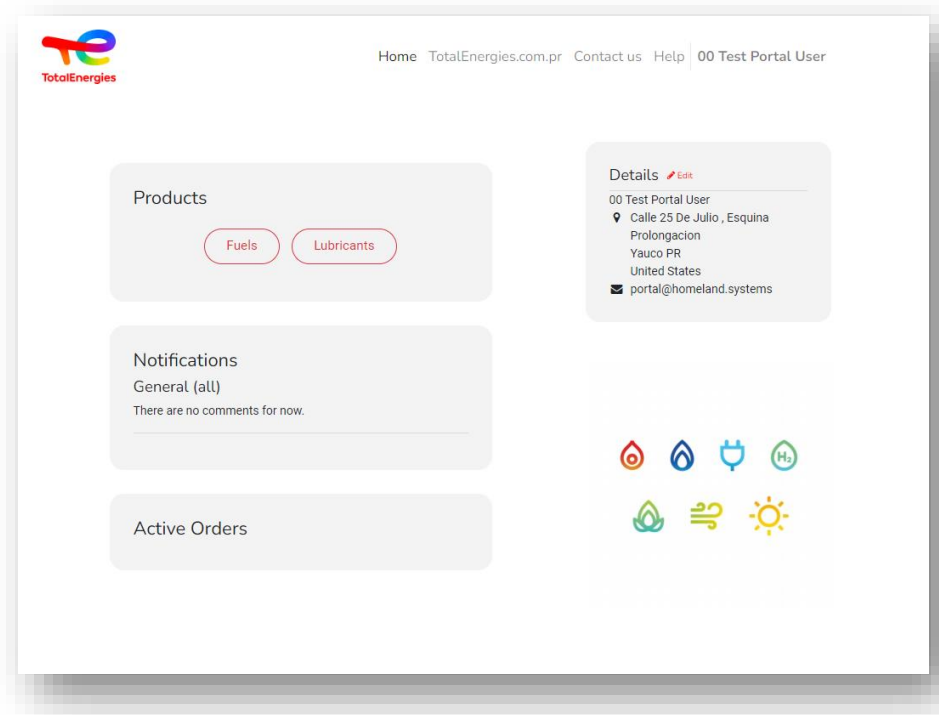 TotalEnergies
Home TotalEnergies.com.pr Contact us Help 00 Test Portal User
Products
Fuels Lubricants
Notifications
General (all)
There are no comments for now.
Active Orders
Details Edit
00 Test Portal User
Calle 25 De Julio , Esquina
Prolongacion
Yauco PR
United States
portal@homeland.systems
H₂